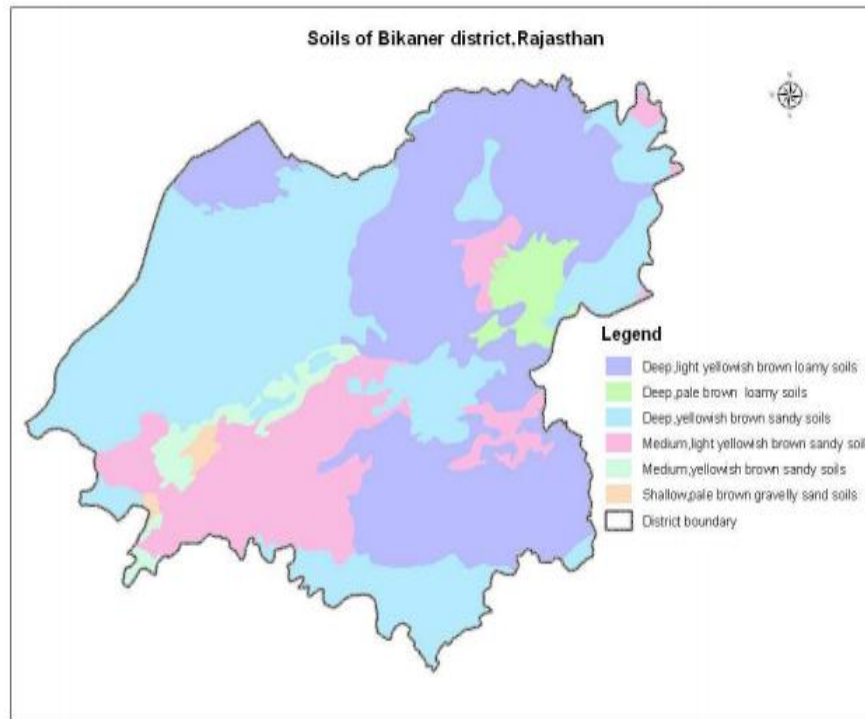 Soils of Bikaner district,Rajasthan
Legend
Deep,light yellowish brown loamy soils
Deep,pale brown loamy soils
Deep,yellowish brown sandy soils
Medium,light yellowish brown sandy soil
Medium,yellowish brown sandy soils
Shallow,pale brown gravelly sand soils
District boundary